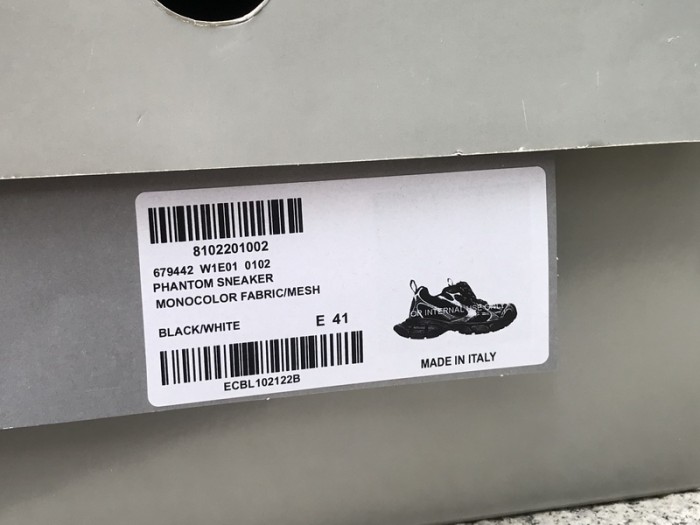 8102201002
679442 W1E01 0102
PHANTOM SNEAKER
MONOCOLOR FABRIC/MESH
BLACK/WHITE E 41
ECBL102122B
OR INTERNAL USE ONLY
MADE IN ITALY